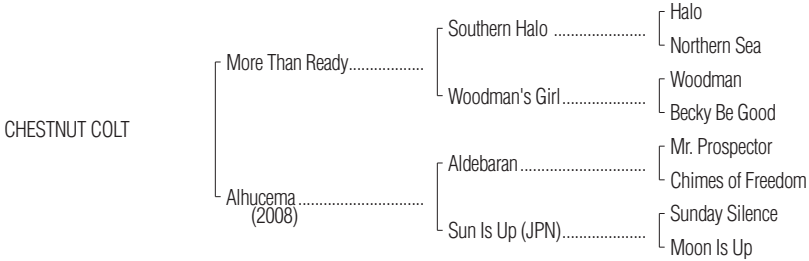 Halo
Southern Halo ......................
Northern Sea
More Than Ready..................
Woodman
Woodman's Girl....................
Becky Be Good
CHESTNUT COLT
Mr. Prospector
Aldebaran..............................
Chimes of Freedom
Alhucema..............................
(2008)
Sunday Silence
Sun Is Up (JPN)....................
Moon Is Up